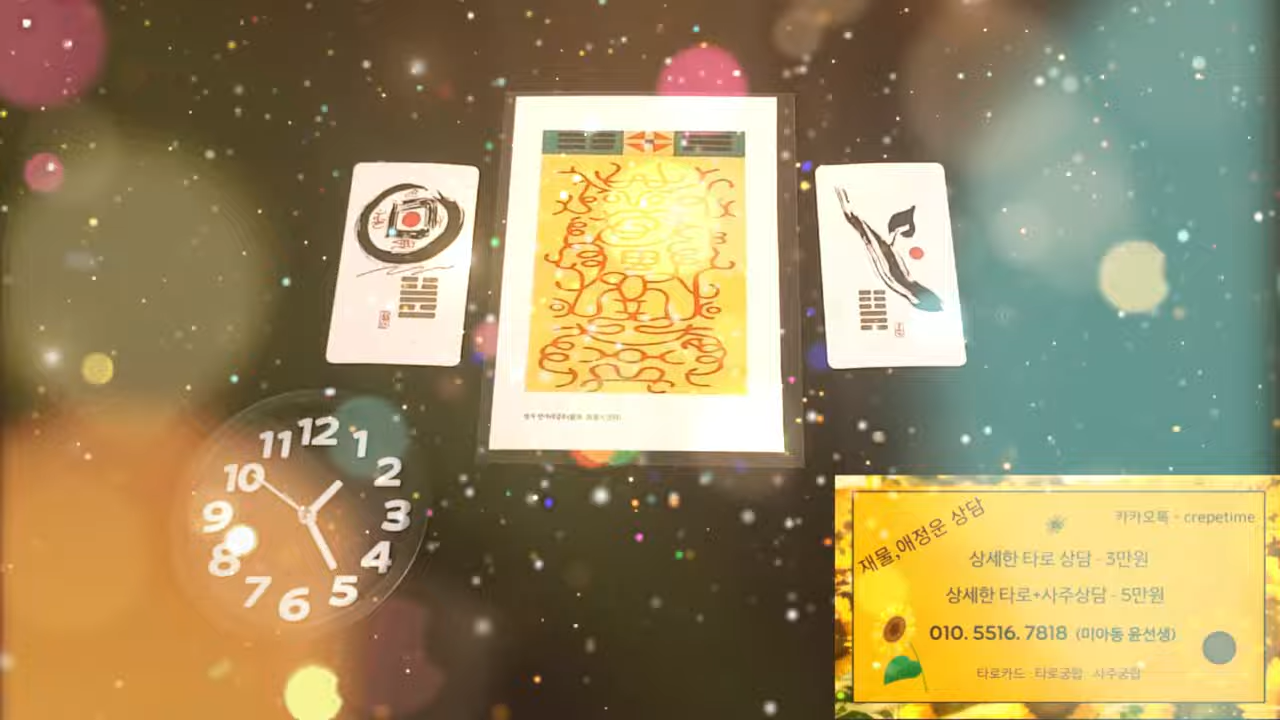 12
1
2
3
4
5
6
7
8
9
10
11
재물,애정운 상담
카카오톡 - crepetime
상세한 타로 상담 - 3만원
상세한 타로+사주상담 - 5만원
010. 5516. 7818 (미아동 윤선생)
타로카드 · 타로궁합 · 사주궁합